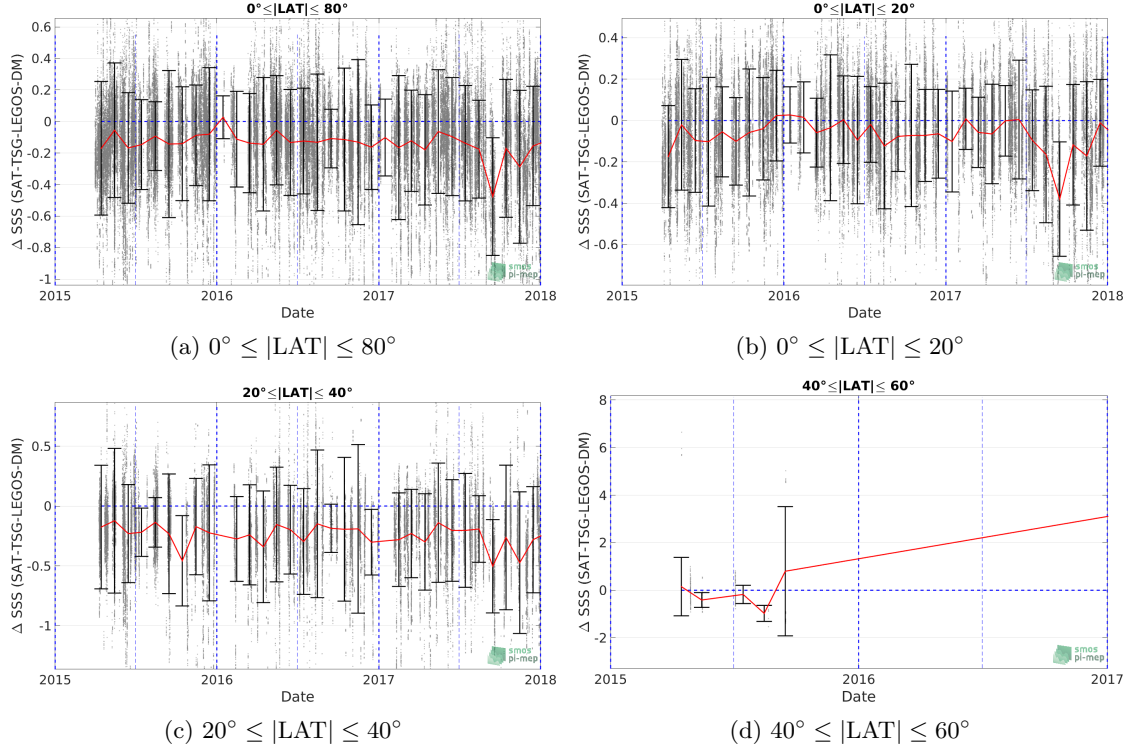 0°≤|LAT|≤ 80°
Δ SSS (SAT-TSG-LEGOS-DM)
0.6
0.4
0.2
0
-0.2
-0.4
-0.6
-0.8
-1
2015
2016
2017
2018
Date
smos
pi-mep
(a) 0° ≤ |LAT| ≤ 80°
0°≤|LAT|≤ 20°
Δ SSS (SAT-TSG-LEGOS-DM)
0.4
0.2
0
-0.2
-0.4
-0.6
2015
2016
2017
2018
Date
smos
pi-mep
(b) 0° ≤ |LAT| ≤ 20°
20°≤|LAT|≤ 40°
Δ SSS (SAT-TSG-LEGOS-DM)
0.5
0
-0.5
-1
2015
2016
2017
2018
Date
smos
pi-mep
(c) 20° ≤ |LAT| ≤ 40°
40°≤|LAT|≤ 60°
Δ SSS (SAT-TSG-LEGOS-DM)
8
6
4
2
0
-2
2015
2016
2017
Date
smos
pi-mep
(d) 40° ≤ |LAT| ≤ 60°